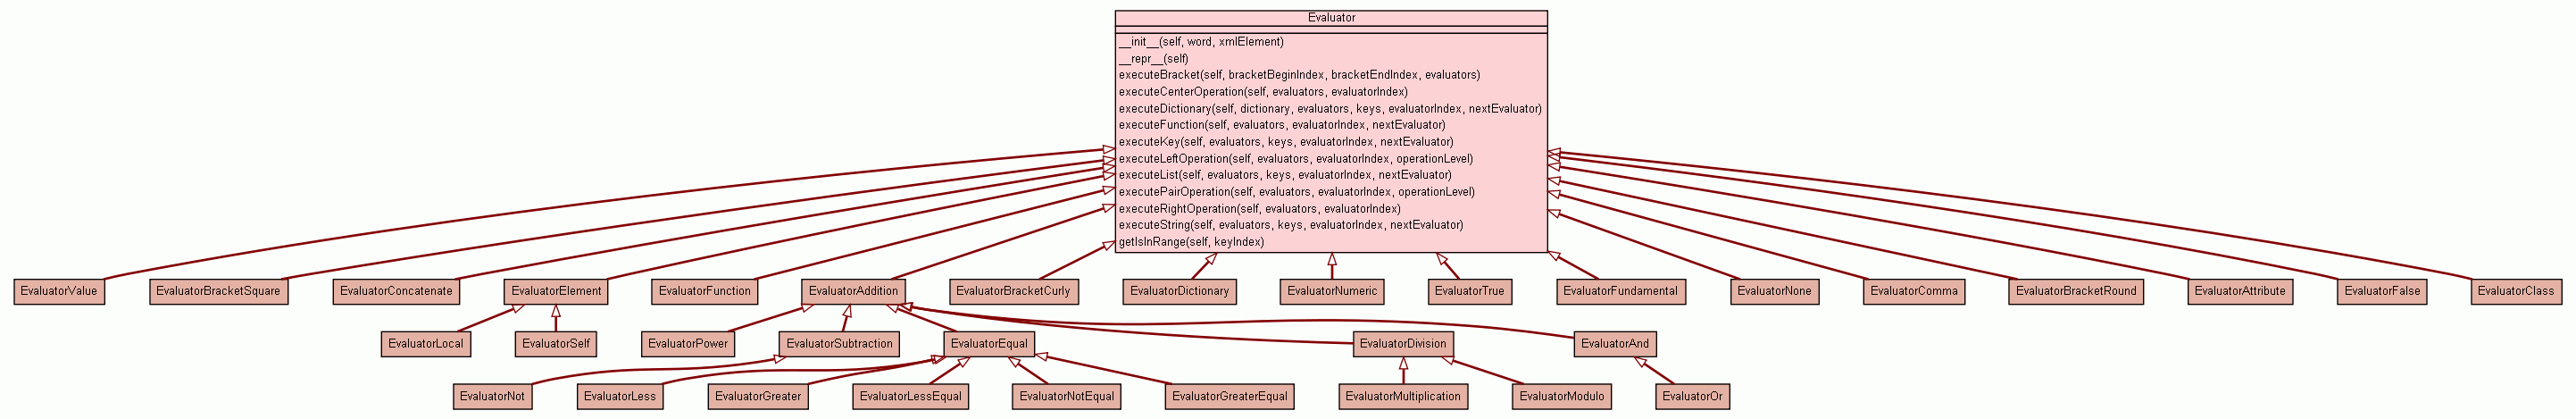 Evaluator
__init__(self, word, xmlElement)
__repr__(self)
executeBracket(self, bracketBeginIndex, bracketEndIndex, evaluators)
executeCenterOperation(self, evaluators, evaluatorIndex)
executeDictionary(self, dictionary, evaluators, keys, evaluatorIndex, nextEvaluator)
executeFunction(self, evaluators, evaluatorIndex, nextEvaluator)
executeKey(self, evaluators, keys, evaluatorIndex, nextEvaluator)
executeLeftOperation(self, evaluators, evaluatorIndex, operationLevel)
executeList(self, evaluators, keys, evaluatorIndex, nextEvaluator)
executePairOperation(self, evaluators, evaluatorIndex, operationLevel)
executeRightOperation(self, evaluators, evaluatorIndex)
executeString(self, evaluators, keys, evaluatorIndex, nextEvaluator)
getIsInRange(self, keyIndex)
EvaluatorValue
EvaluatorBracketSquare
EvaluatorConcatenate
EvaluatorElement
EvaluatorFunction
EvaluatorAddition
EvaluatorBracketCurly
EvaluatorDictionary
EvaluatorNumeric
EvaluatorTrue
EvaluatorFundamental
EvaluatorNone
EvaluatorComma
EvaluatorBracketRound
EvaluatorAttribute
EvaluatorFalse
EvaluatorClass
EvaluatorLocal
EvaluatorSelf
EvaluatorPower
EvaluatorSubtraction
EvaluatorEqual
EvaluatorDivision
EvaluatorAnd
EvaluatorNot
EvaluatorLess
EvaluatorGreater
EvaluatorLessEqual
EvaluatorNotEqual
EvaluatorGreaterEqual
EvaluatorMultiplication
EvaluatorModulo
EvaluatorOr